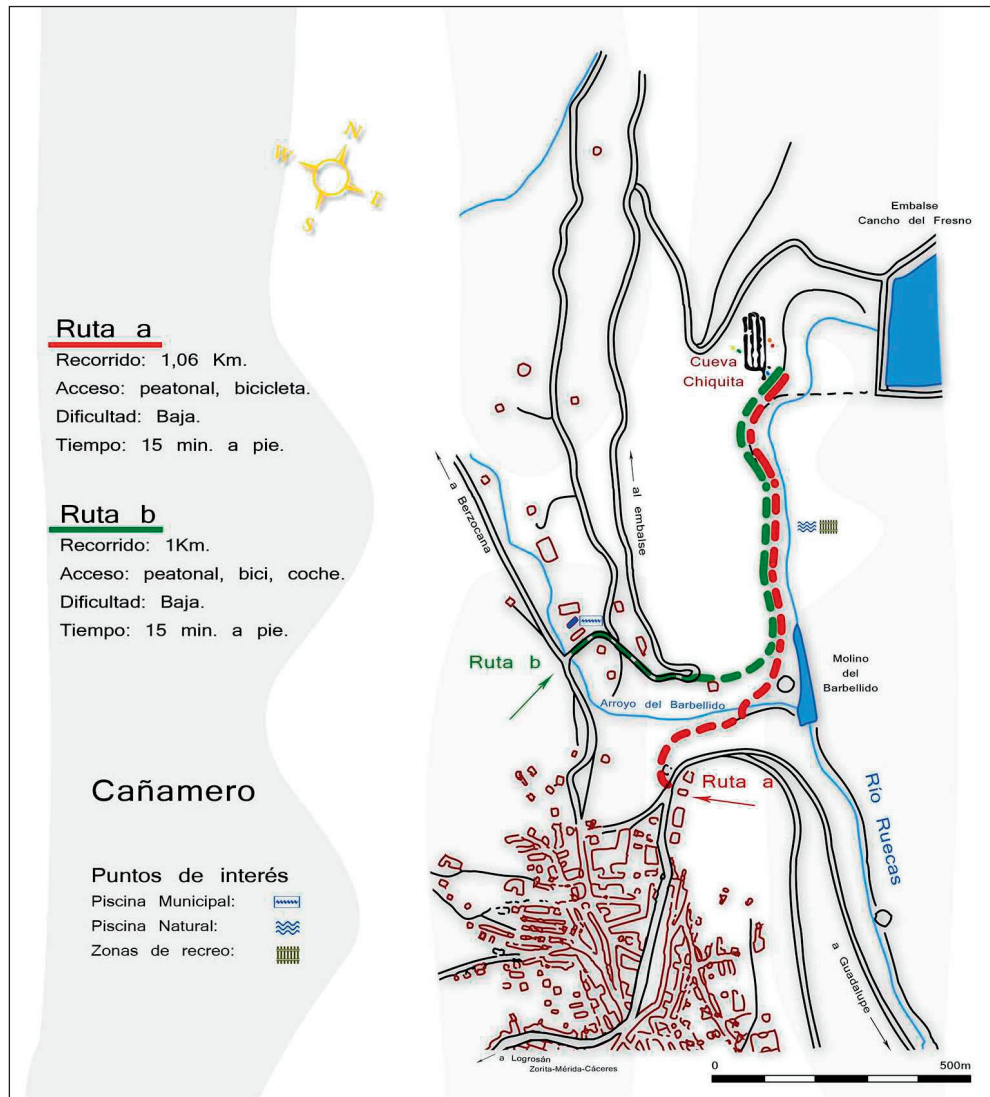 N
W
E
S
Ruta a
Recorrido: 1,06 Km.
Acceso: peatonal, bicicleta.
Dificultad: Baja.
Tiempo: 15 min. a pie.
Ruta b
Recorrido: 1Km.
Acceso: peatonal, bici, coche.
Dificultad: Baja.
Tiempo: 15 min. a pie.
Cañamero
Puntos de interés
Piscina Municipal:
Piscina Natural:
Zonas de recreo:
Embalse
Cancho del Fresno
Cueva
Chiquita
a Berzocana
al embalse
Ruta b
Molino
del
Barbellido
Arroyo del Barbellido
Ruta a
Río Ruecas
a Guadalupe
a Logrosán
Zorita-Mérida-Cáceres
0
500m